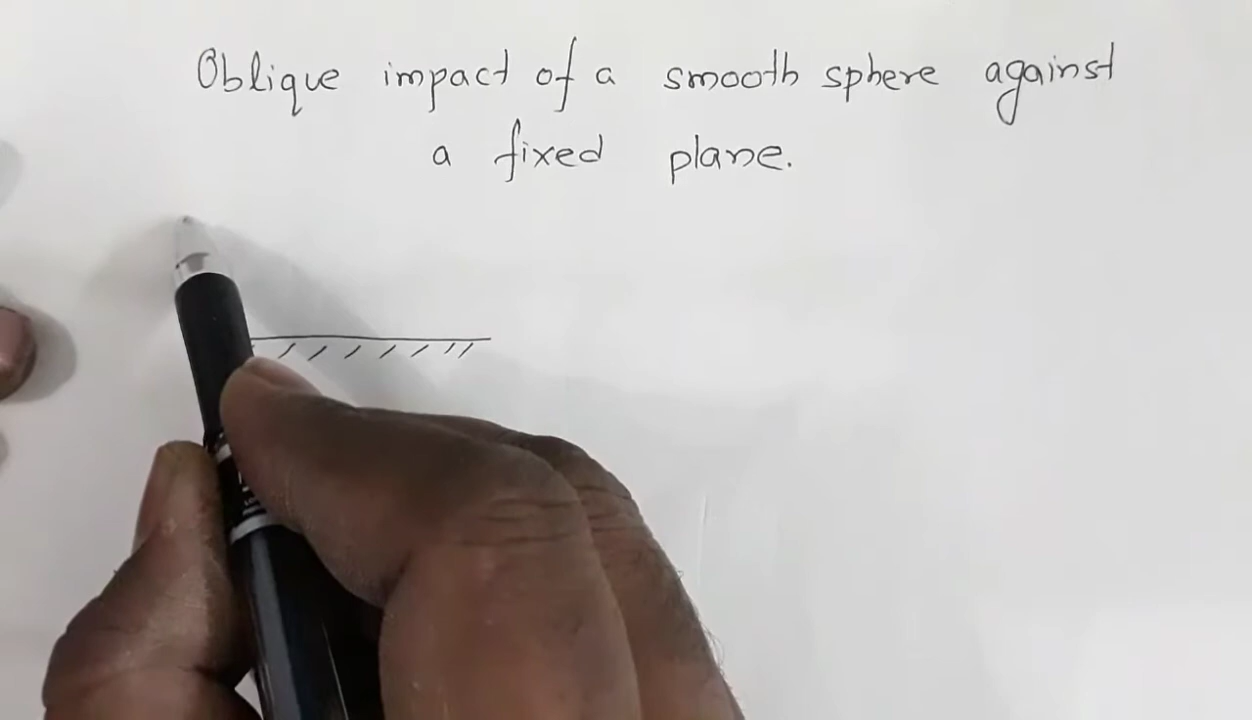 Oblique impact of a smooth sphere against
a fixed plane.